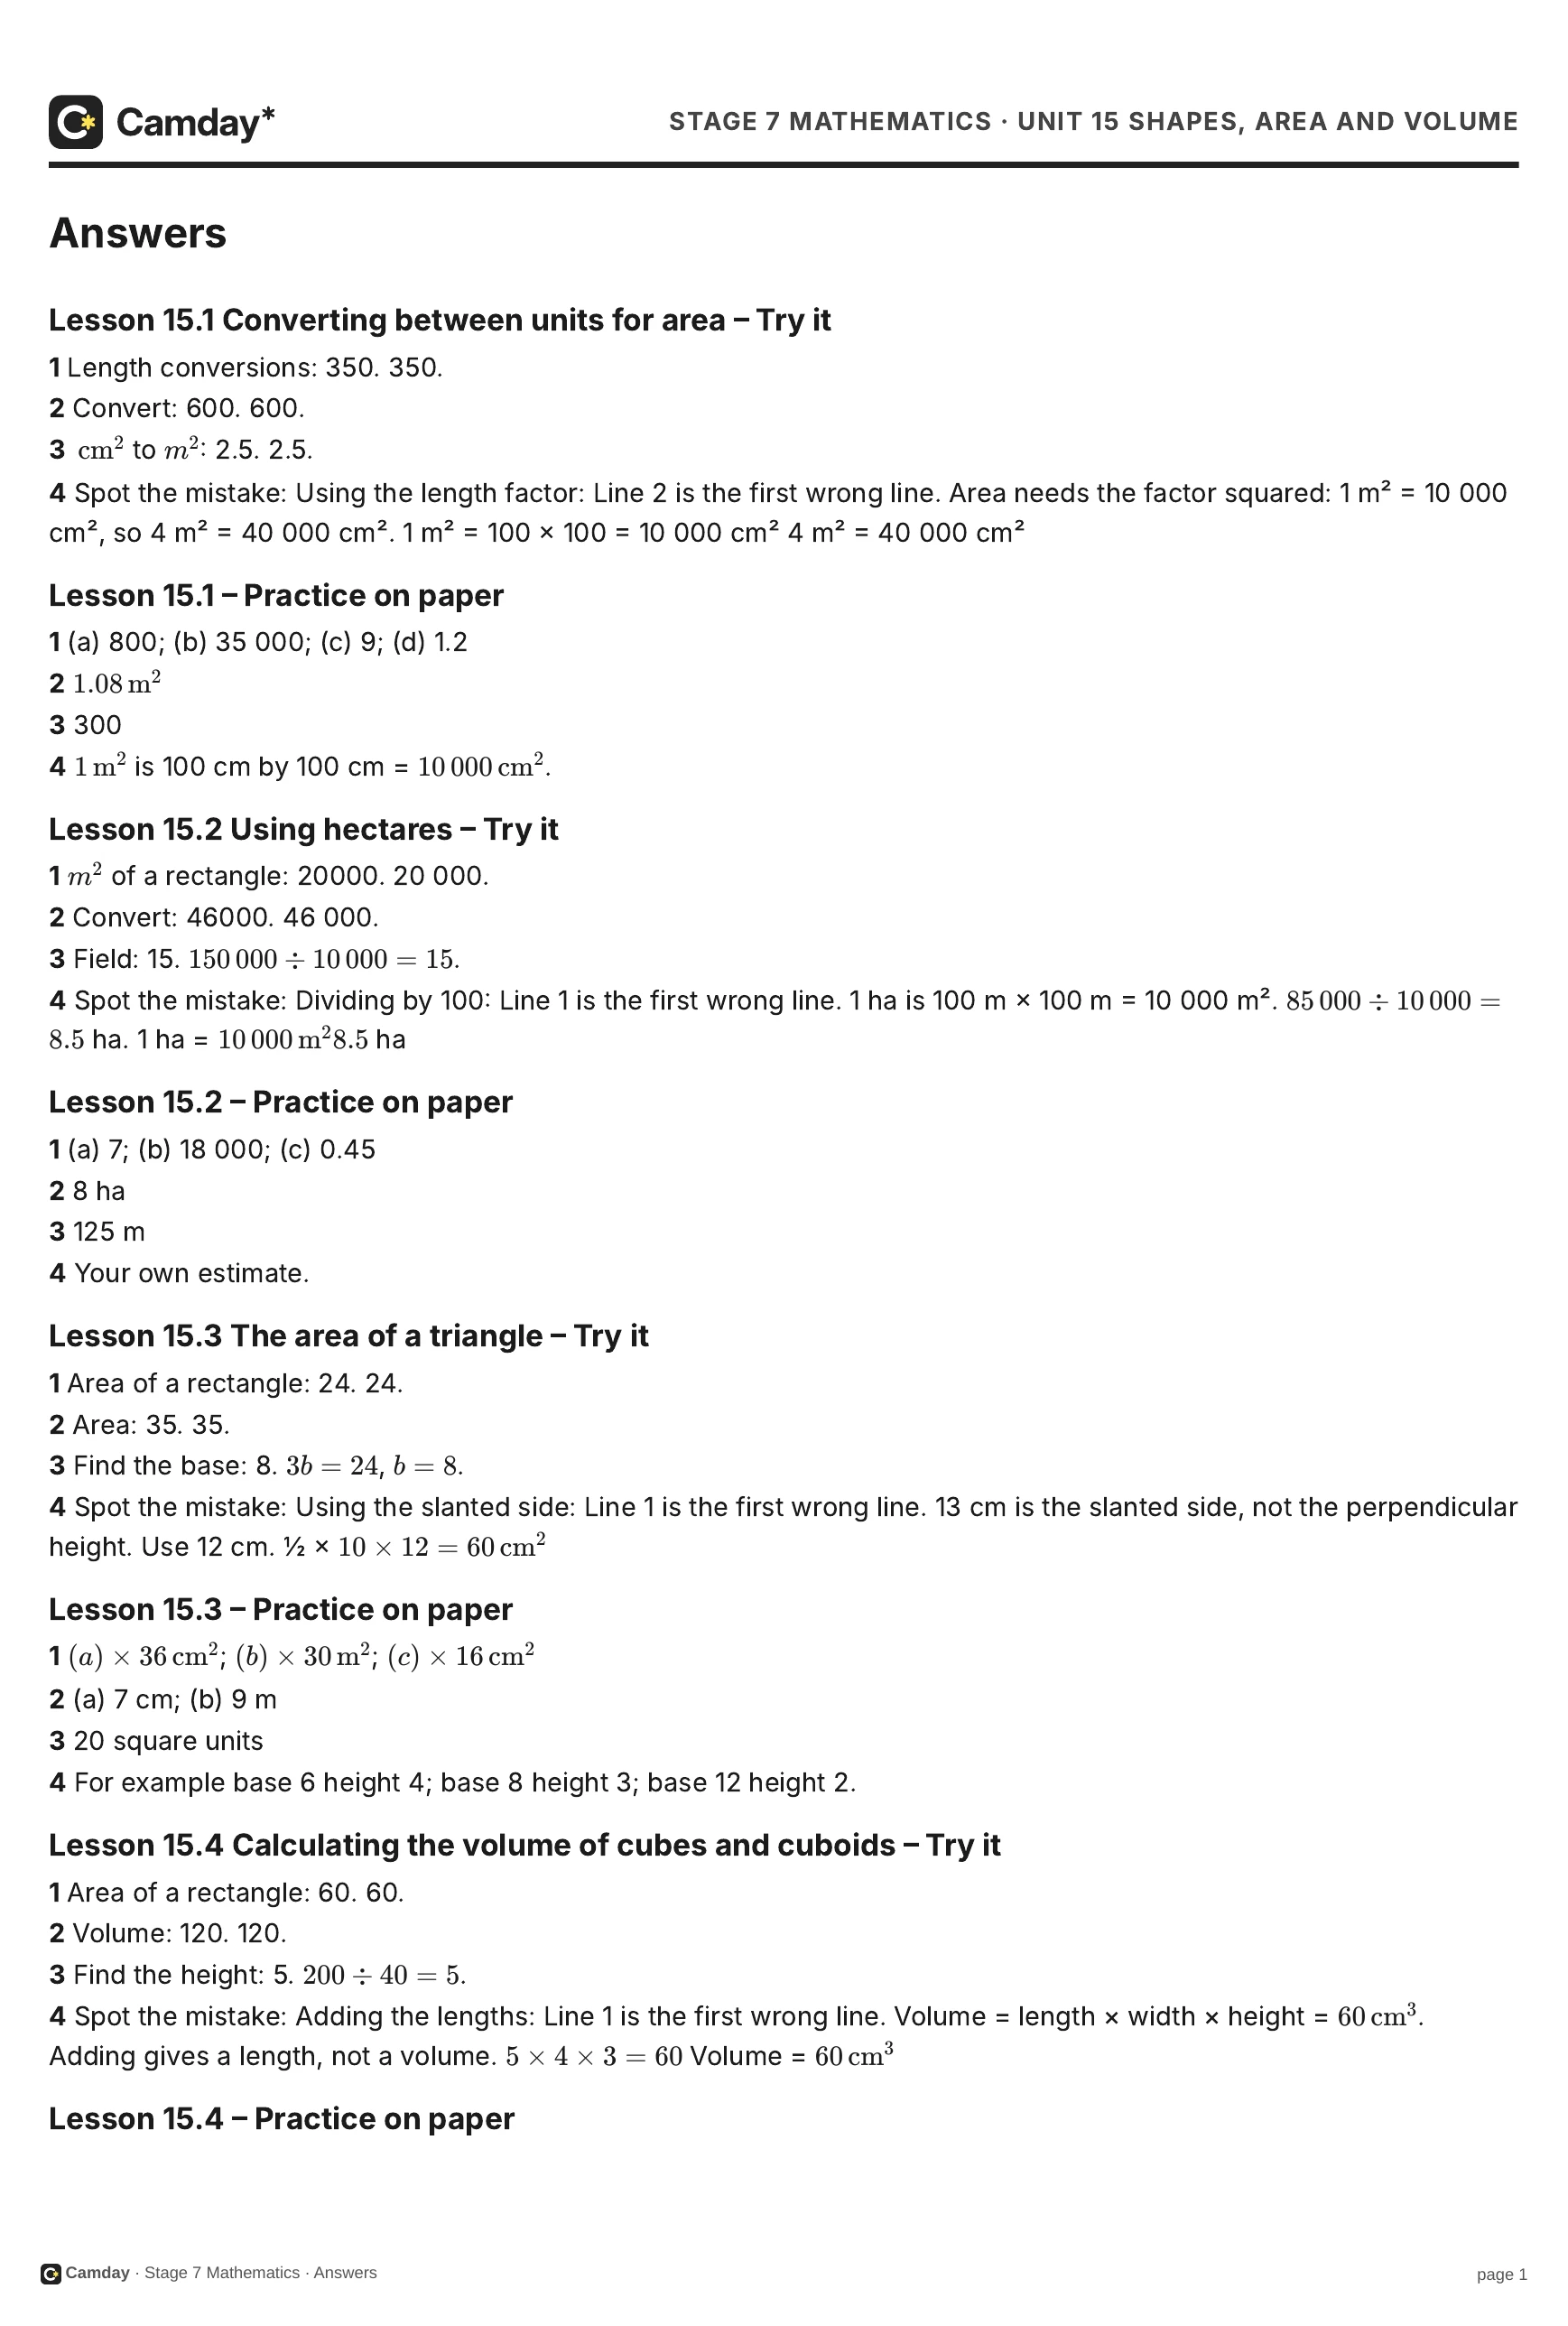 Camday*
STAGE 7 MATHEMATICS · UNIT 15 SHAPES, AREA AND VOLUME
Answers
Lesson 15.1 Converting between units for area – Try it
1 Length conversions: 350. 350.
2 Convert: 600. 600.
3 cm² to m²: 2.5. 2.5.
4 Spot the mistake: Using the length factor: Line 2 is the first wrong line. Area needs the factor squared: 1 m² = 10 000
cm², so 4 m² = 40 000 cm². 1 m² = 100 × 100 = 10 000 cm² 4 m² = 40 000 cm²
Lesson 15.1 – Practice on paper
1 (a) 800; (b) 35 000; (c) 9; (d) 1.2
2 1.08 m²
3 300
4 1 m² is 100 cm by 100 cm = 10 000 cm².
Lesson 15.2 Using hectares – Try it
1 m² of a rectangle: 20000. 20 000.
2 Convert: 46000. 46 000.
3 Field: 15. 150 000 ÷ 10 000 = 15.
4 Spot the mistake: Dividing by 100: Line 1 is the first wrong line. 1 ha is 100 m × 100 m = 10 000 m². 85 000 ÷ 10 000 =
8.5 ha. 1 ha = 10 000 m²8.5 ha
Lesson 15.2 – Practice on paper
1 (a) 7; (b) 18 000; (c) 0.45
2 8 ha
3 125 m
4 Your own estimate.
Lesson 15.3 The area of a triangle – Try it
1 Area of a rectangle: 24. 24.
2 Area: 35. 35.
3 Find the base: 8. 3b = 24, b = 8.
4 Spot the mistake: Using the slanted side: Line 1 is the first wrong line. 13 cm is the slanted side, not the perpendicular
height. Use 12 cm. ½ × 10 × 12 = 60 cm²
Lesson 15.3 – Practice on paper
1 (a) × 36 cm²; (b) × 30 m²; (c) × 16 cm²
2 (a) 7 cm; (b) 9 m
3 20 square units
4 For example base 6 height 4; base 8 height 3; base 12 height 2.
Lesson 15.4 Calculating the volume of cubes and cuboids – Try it
1 Area of a rectangle: 60. 60.
2 Volume: 120. 120.
3 Find the height: 5. 200 ÷ 40 = 5.
4 Spot the mistake: Adding the lengths: Line 1 is the first wrong line. Volume = length × width × height = 60 cm³.
Adding gives a length, not a volume. 5 × 4 × 3 = 60 Volume = 60 cm³
Lesson 15.4 – Practice on paper
Camday · Stage 7 Mathematics · Answers
page 1